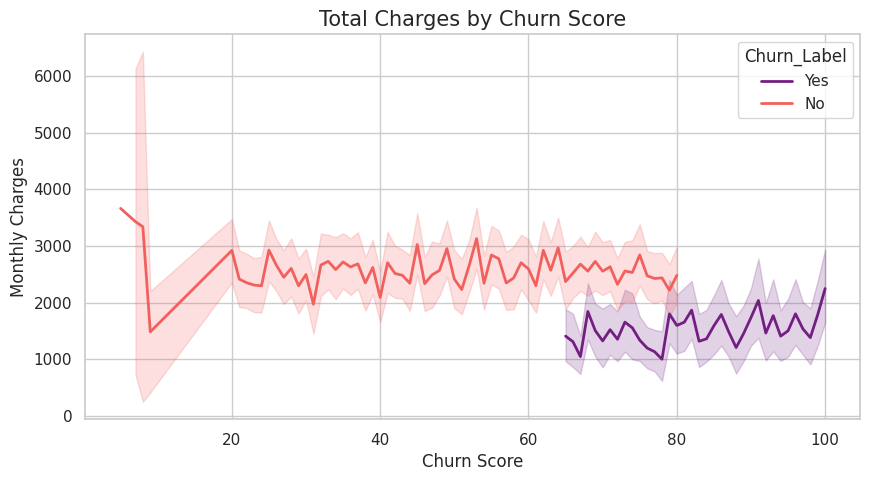 Total Charges by Churn Score
Monthly Charges
6000
5000
4000
3000
2000
1000
0
20
40
60
80
100
Churn Score
Churn_Label
Yes
No